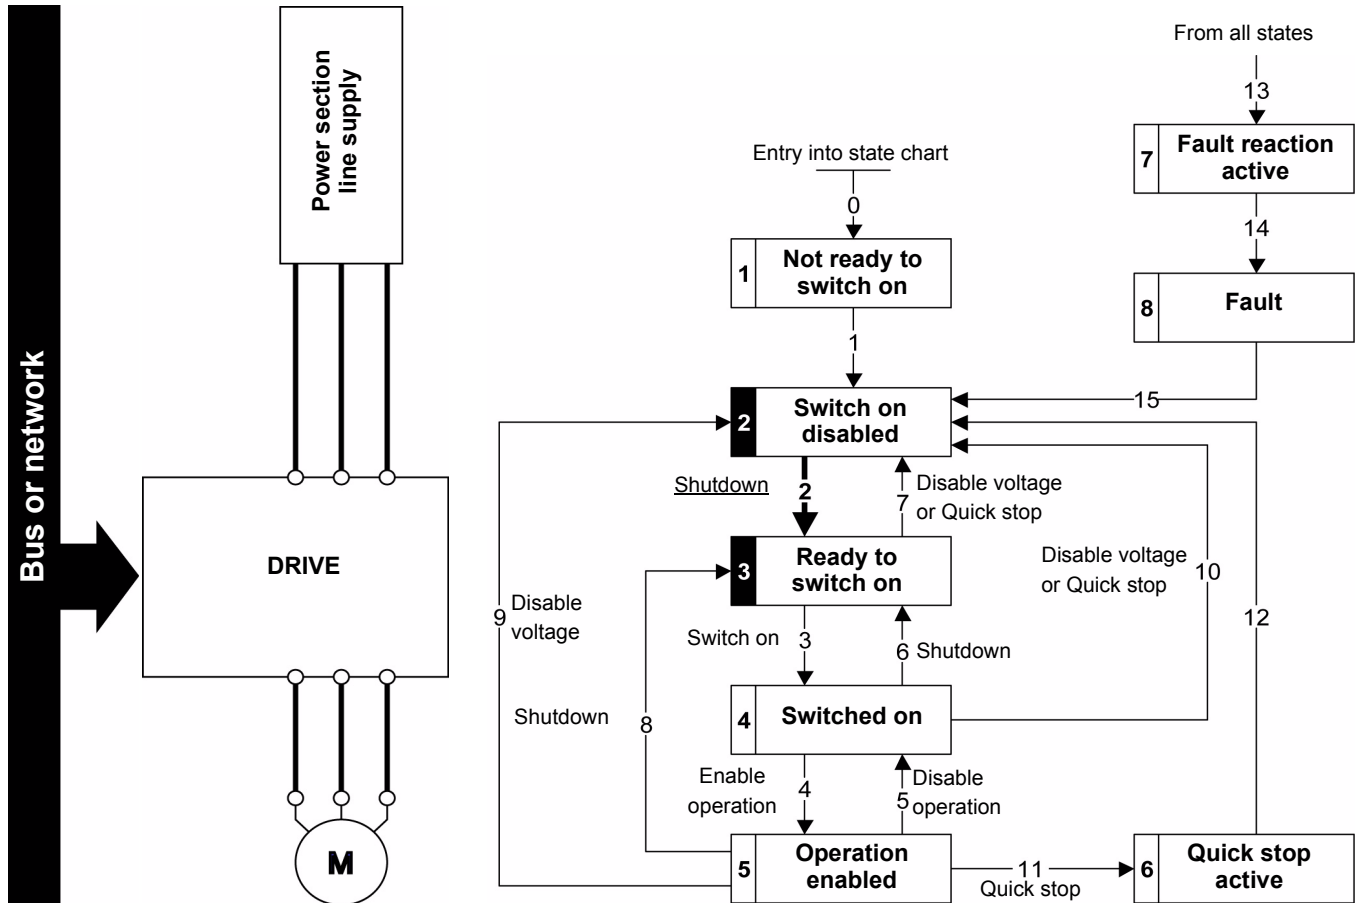 Bus or network
Power section
line supply
DRIVE
M
From all states
13
7
Fault reaction
active
14
8
Fault
15
Entry into state chart
0
1
Not ready to
switch on
1
2
Switch on
disabled
Shutdown
2
7
Disable voltage
or Quick stop
3
Ready to
switch on
Disable voltage
or Quick stop
10
12
9
Disable
voltage
Switch on
3
6
Shutdown
4
Switched on
Shutdown
8
Enable
operation
4
5
Disable
operation
5
Operation
enabled
11
Quick stop
6
Quick stop
active